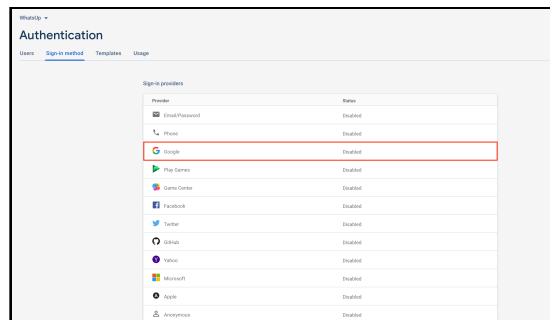 WhatsUp
Authentication
Users Sign-in method Templates Usage
Sign-in providers
Provider Status
Email/Password Disabled
Phone Disabled
Google Disabled
Play Games Disabled
Game Center Disabled
Facebook Disabled
Twitter Disabled
GitHub Disabled
Yahoo Disabled
Microsoft Disabled
Apple Disabled
Anonymous Disabled